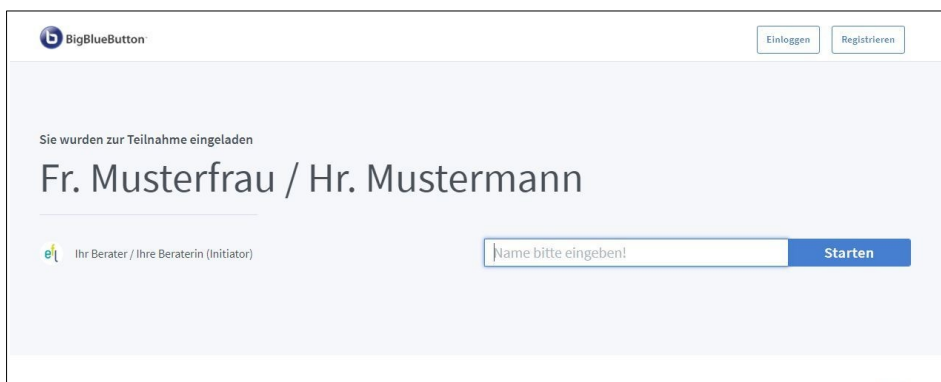 BigBlueButton
Einloggen
Registrieren
Sie wurden zur Teilnahme eingeladen
Fr. Musterfrau / Hr. Mustermann
efl
Ihr Berater / Ihre Beraterin (Initiator)
Name bitte eingeben!
Starten